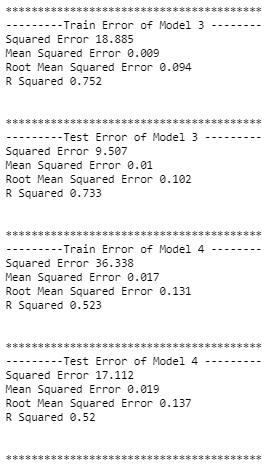 ****************************************
---------Train Error of Model 3 --------
Squared Error 18.885
Mean Squared Error 0.009
Root Mean Squared Error 0.094
R Squared 0.752
****************************************
---------Test Error of Model 3 ---------
Squared Error 9.507
Mean Squared Error 0.01
Root Mean Squared Error 0.102
R Squared 0.733
****************************************
---------Train Error of Model 4 --------
Squared Error 36.338
Mean Squared Error 0.017
Root Mean Squared Error 0.131
R Squared 0.523
****************************************
---------Test Error of Model 4 ---------
Squared Error 17.112
Mean Squared Error 0.019
Root Mean Squared Error 0.137
R Squared 0.52
****************************************